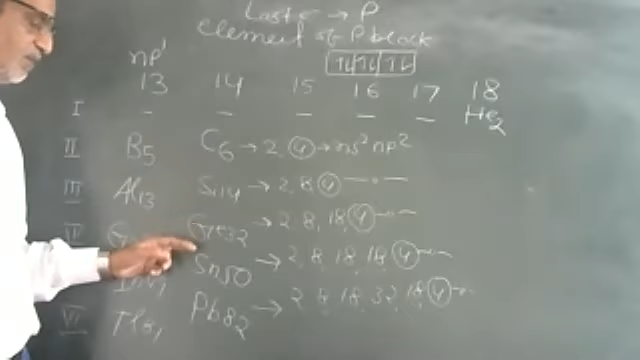 Last e⁻ → P
Element of P block
np¹
13 14 15 16 17 18
I - - - - - He₂
II B₅ C₆ → 2, 4 → ns² np²
III Al₁₃ Si₁₄ → 2, 8, 4 —〃—
Ge₃₂ → 2, 8, 18, 4 —〃—
Sn₅₀ → 2, 8, 18, 18, 4 —〃—
VI Tl₈₁ Pb₈₂ → 2, 8, 18, 32, 18, 4 —〃—